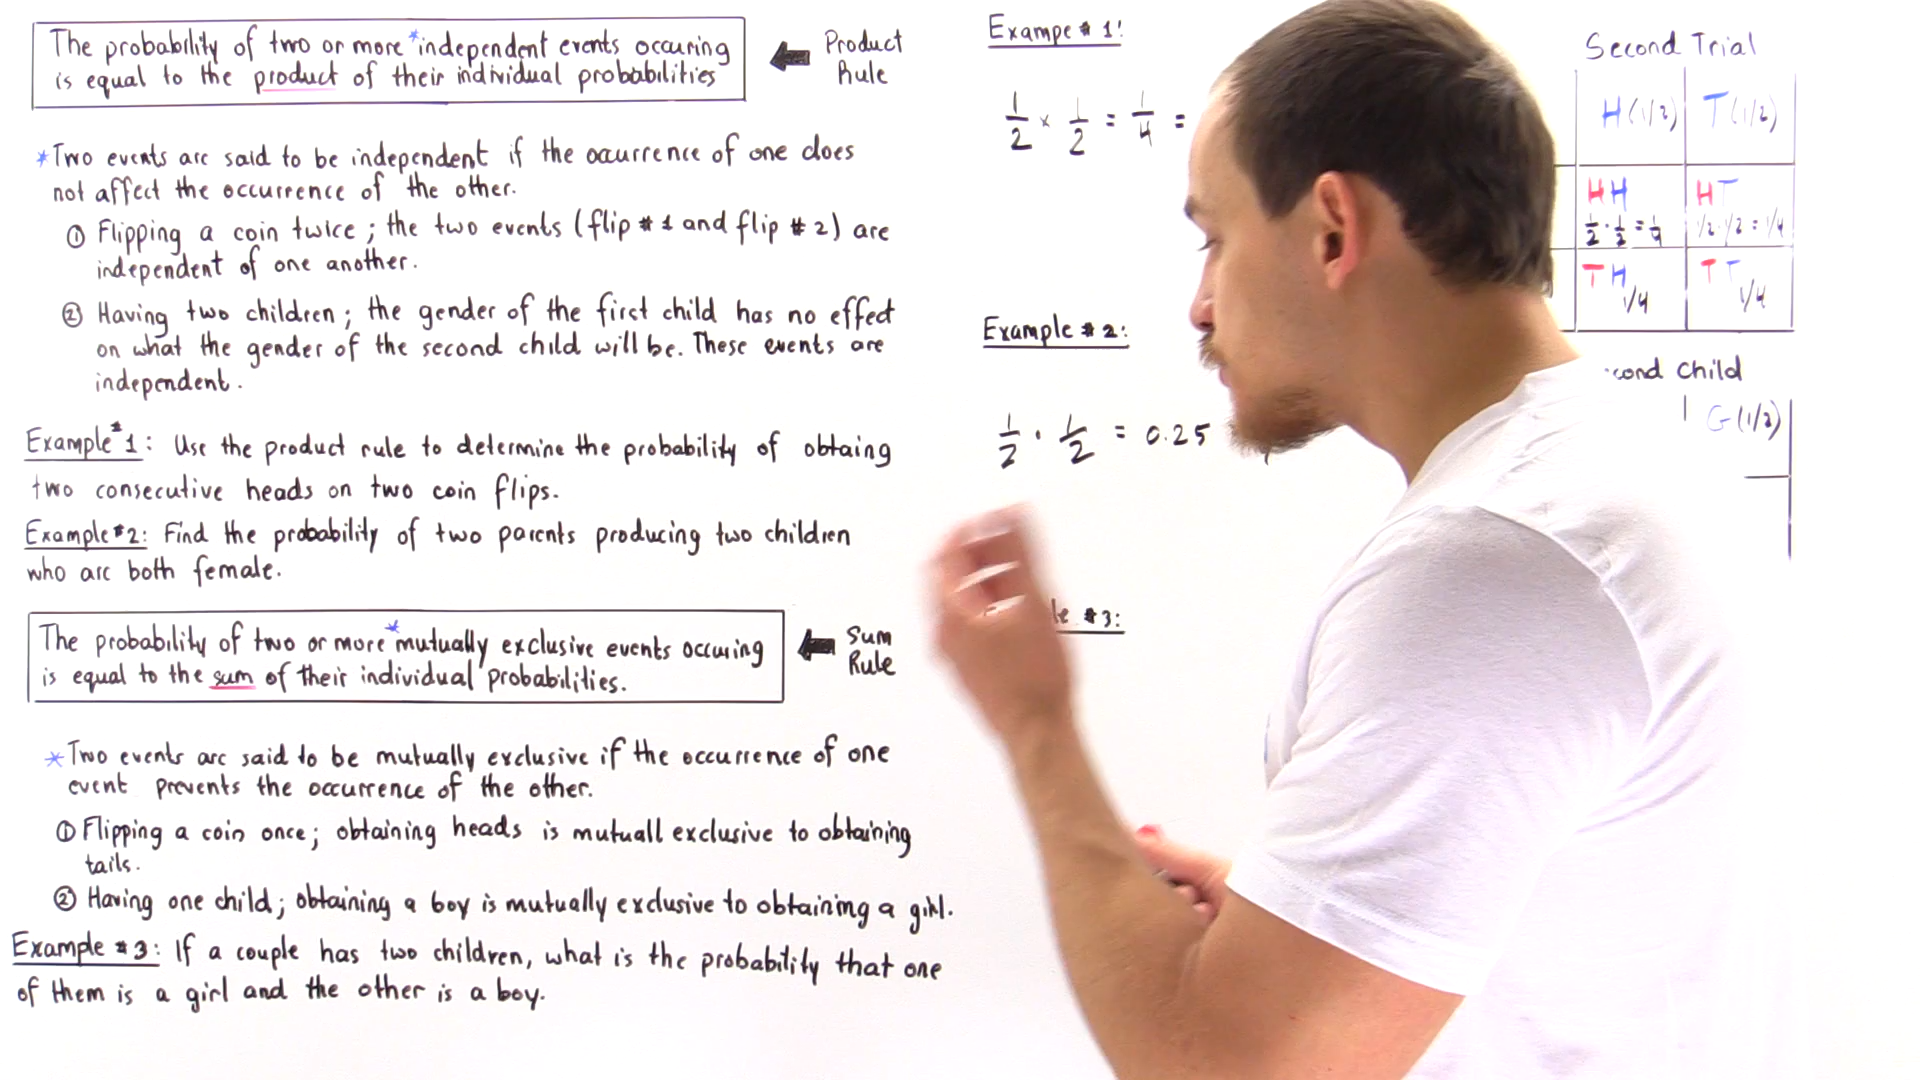 The probability of two or more *independent events occuring
is equal to the product of their individual probabilities
Product
Rule
*Two events are said to be independent if the ocurrence of one does
not affect the occurrence of the other.
① Flipping a coin twice; the two events (flip #1 and flip #2) are
independent of one another.
② Having two children; the gender of the first child has no effect
on what the gender of the second child will be. These events are
independent.
Example #1: Use the product rule to determine the probability of obtaing
two consecutive heads on two coin flips.
Example #2: Find the probability of two parents producing two children
who are both female.
The probability of two or more *mutually exclusive events occuring
is equal to the sum of their individual probabilities.
Sum
Rule
*Two events are said to be mutually exclusive if the occurrence of one
event prevents the occurrence of the other.
① Flipping a coin once; obtaining heads is mutuall exclusive to obtaining
tails.
② Having one child; obtaining a boy is mutually exclusive to obtaining a girl.
Example #3: If a couple has two children, what is the probability that one
of them is a girl and the other is a boy.
Exampe #1:
1/2 × 1/2 = 1/4 =
Example #2:
1/2 · 1/2 = 0.25
#3:
Second Trial
H(1/2) T(1/2)
HH HT
1/2 · 1/2 = 1/4 1/2 · 1/2 = 1/4
TH 1/4 TT 1/4
Child
G(1/2)